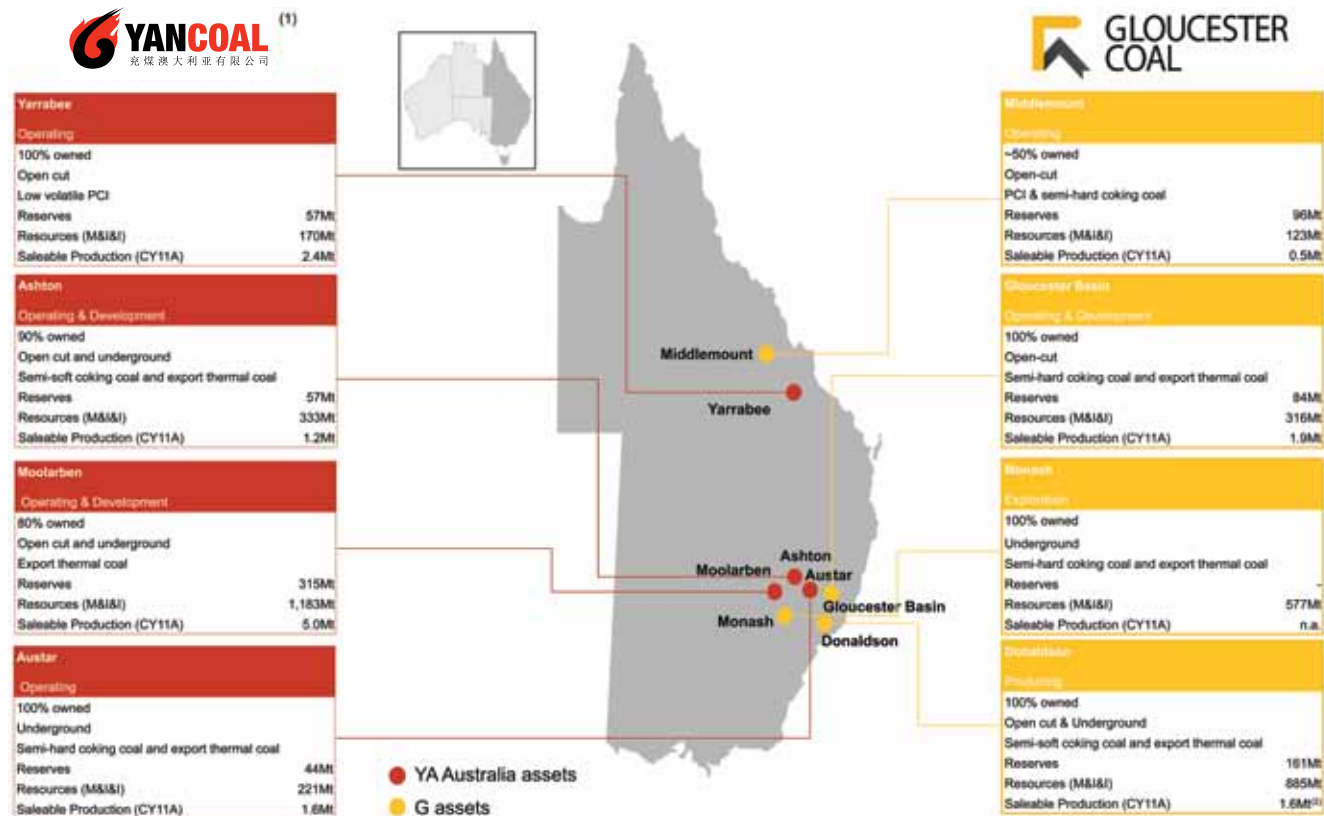 YANCOAL (1)
兖煤澳大利亚有限公司
Yarrabee
Operating
100% owned
Open cut
Low volatile PCI
Reserves 57Mt
Resources (M&I&I) 170Mt
Saleable Production (CY11A) 2.4Mt
Ashton
Operating & Development
90% owned
Open cut and underground
Semi-soft coking coal and export thermal coal
Reserves 57Mt
Resources (M&I&I) 333Mt
Saleable Production (CY11A) 1.2Mt
Moolarben
Operating & Development
80% owned
Open cut and underground
Export thermal coal
Reserves 315Mt
Resources (M&I&I) 1,183Mt
Saleable Production (CY11A) 5.0Mt
Austar
Operating
100% owned
Underground
Semi-hard coking coal and export thermal coal
Reserves 44Mt
Resources (M&I&I) 221Mt
Saleable Production (CY11A) 1.6Mt
Middlemount
Yarrabee
Ashton
Moolarben
Austar
Gloucester Basin
Monash
Donaldson
YA Australia assets
G assets
GLOUCESTER
COAL
Middlemount
Operating
~50% owned
Open-cut
PCI & semi-hard coking coal
Reserves 96Mt
Resources (M&I&I) 123Mt
Saleable Production (CY11A) 0.5Mt
Gloucester Basin
Operating & Development
100% owned
Open-cut
Semi-hard coking coal and export thermal coal
Reserves 84Mt
Resources (M&I&I) 316Mt
Saleable Production (CY11A) 1.9Mt
Monash
Exploration
100% owned
Underground
Semi-hard coking coal and export thermal coal
Reserves -
Resources (M&I&I) 577Mt
Saleable Production (CY11A) n.a.
Donaldson
Producing
100% owned
Open cut & Underground
Semi-soft coking coal and export thermal coal
Reserves 161Mt
Resources (M&I&I) 885Mt
Saleable Production (CY11A) 1.6Mt(2)